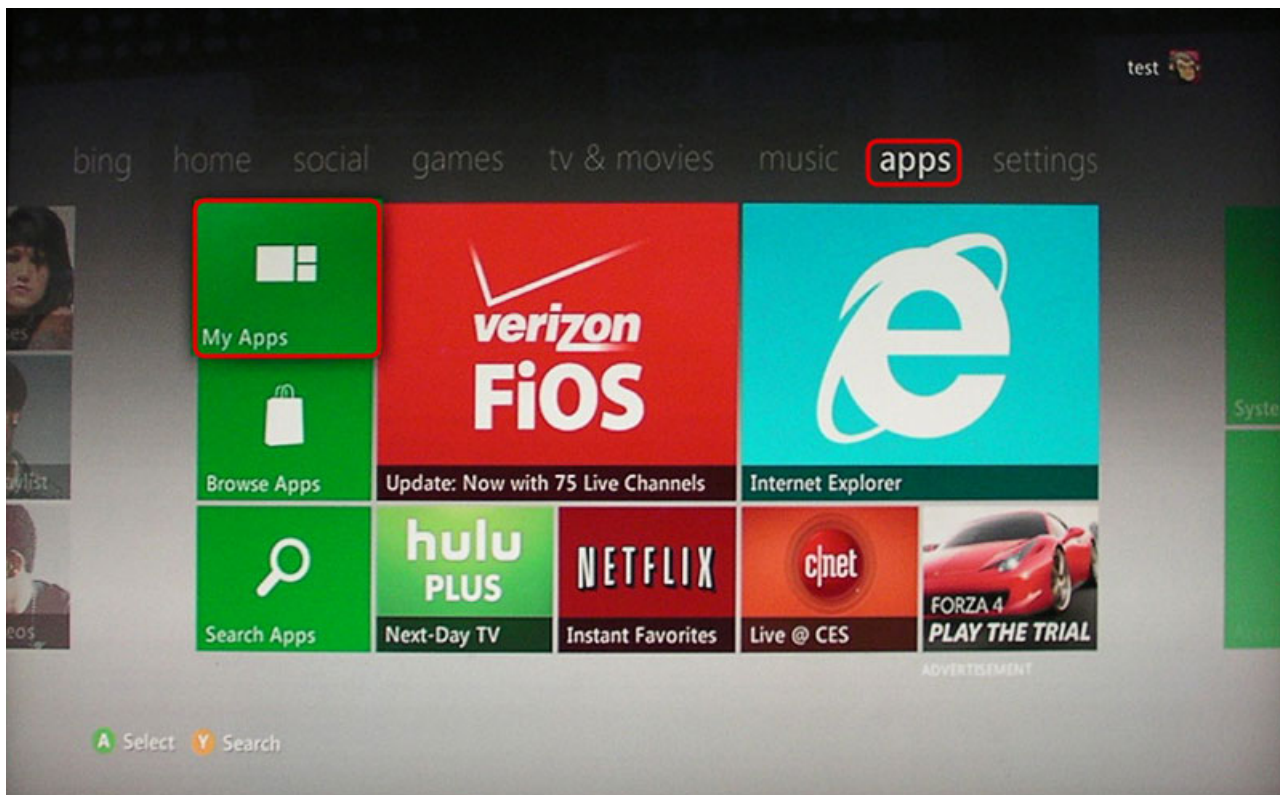 test
bing home social games tv & movies music apps settings
My Apps
verizon
FiOS
Update: Now with 75 Live Channels
Internet Explorer
Browse Apps
Search Apps
hulu
PLUS
Next-Day TV
NETFLIX
Instant Favorites
c|net
Live @ CES
FORZA 4
PLAY THE TRIAL
ADVERTISEMENT
A Select Y Search